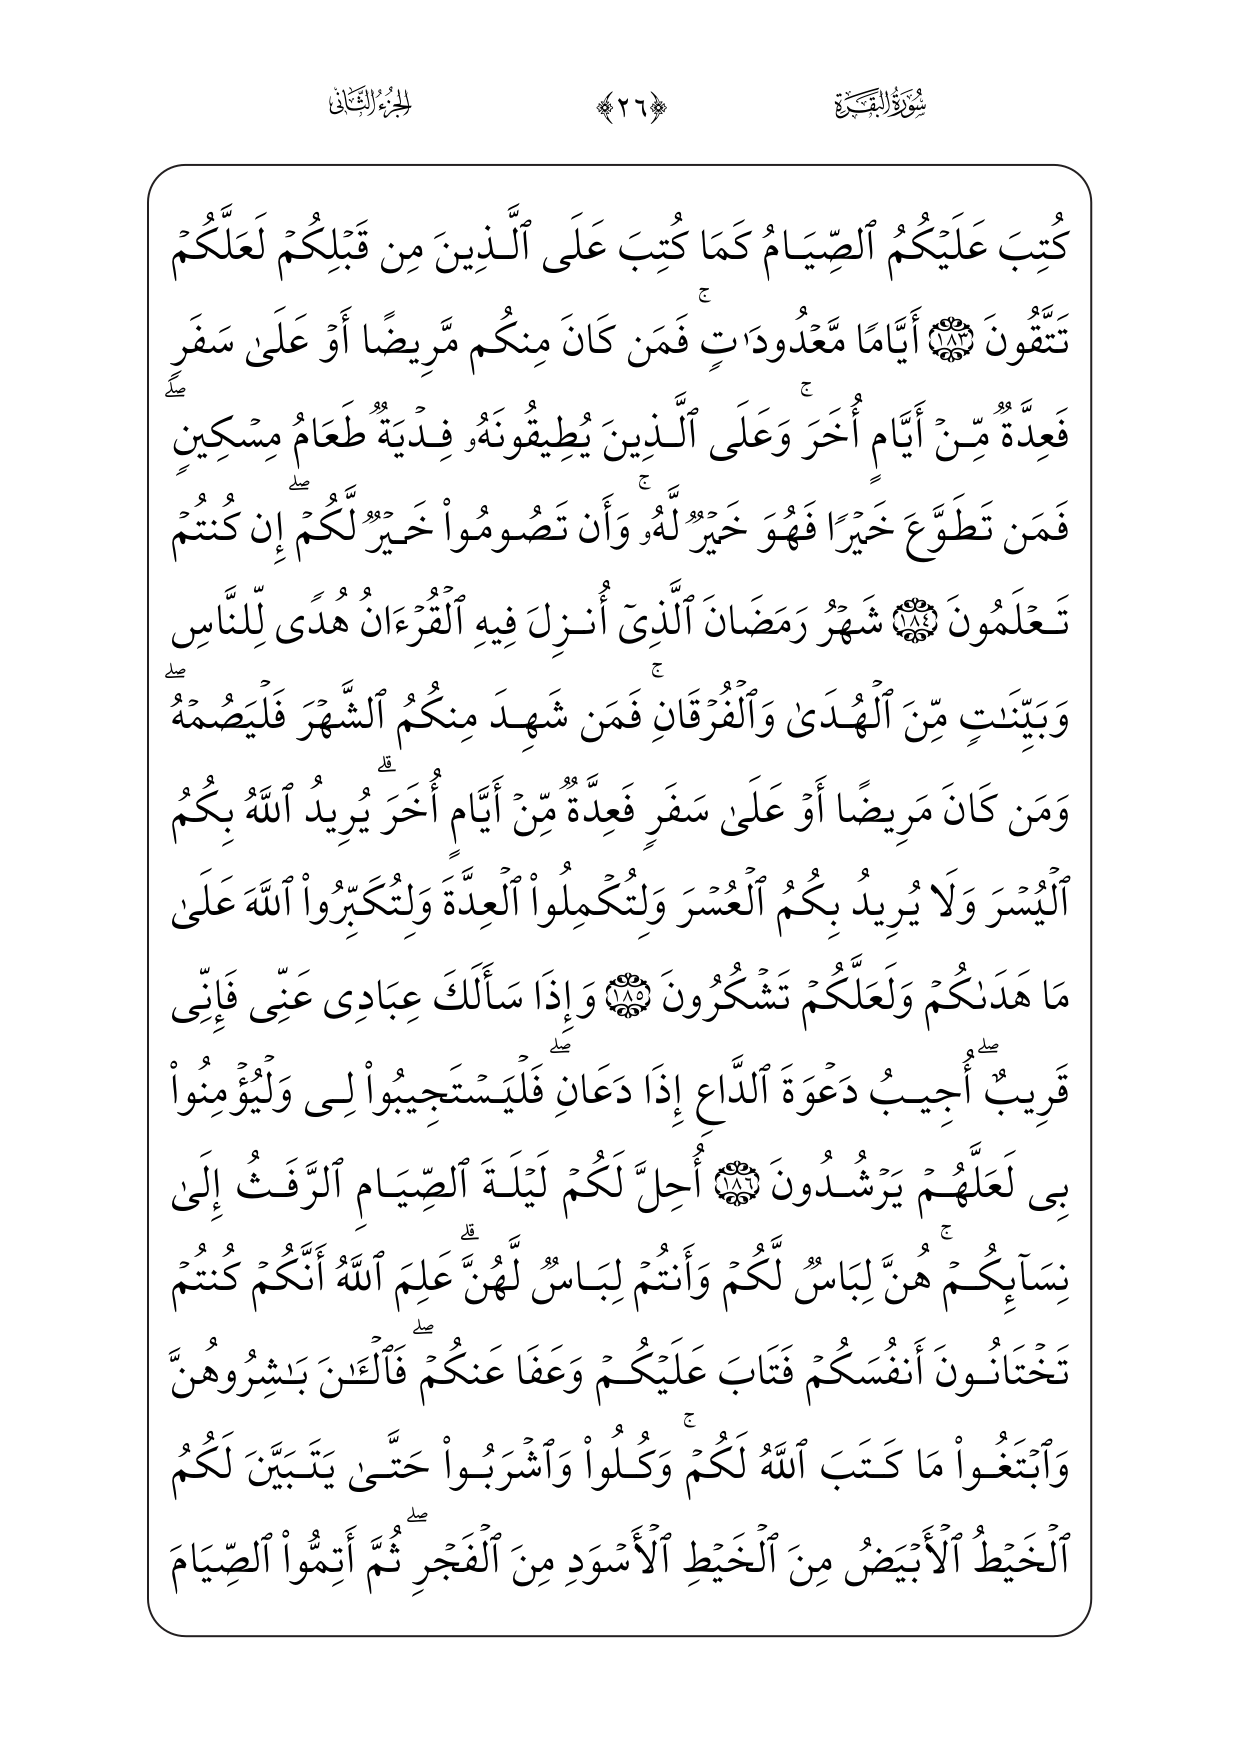 سُورَةُ البَقَرَةِ ﴿٢٦﴾ الجُزْءُ الثَّانِي
كُتِبَ عَلَيْكُمُ ٱلصِّيَامُ كَمَا كُتِبَ عَلَى ٱلَّذِينَ مِن قَبْلِكُمْ لَعَلَّكُمْ
تَتَّقُونَ ١٨٣ أَيَّامًا مَّعْدُودَٰتٍۚ فَمَن كَانَ مِنكُم مَّرِيضًا أَوْ عَلَىٰ سَفَرٍ
فَعِدَّةٌ مِّنْ أَيَّامٍ أُخَرَۚ وَعَلَى ٱلَّذِينَ يُطِيقُونَهُۥ فِدْيَةٌ طَعَامُ مِسْكِينٍۖ
فَمَن تَطَوَّعَ خَيْرًا فَهُوَ خَيْرٌ لَّهُۥۚ وَأَن تَصُومُوا۟ خَيْرٌ لَّكُمْۖ إِن كُنتُمْ
تَعْلَمُونَ ١٨٤ شَهْرُ رَمَضَانَ ٱلَّذِىٓ أُنزِلَ فِيهِ ٱلْقُرْءَانُ هُدًى لِّلنَّاسِ
وَبَيِّنَٰتٍ مِّنَ ٱلْهُدَىٰ وَٱلْفُرْقَانِۚ فَمَن شَهِدَ مِنكُمُ ٱلشَّهْرَ فَلْيَصُمْهُۖ
وَمَن كَانَ مَرِيضًا أَوْ عَلَىٰ سَفَرٍ فَعِدَّةٌ مِّنْ أَيَّامٍ أُخَرَۗ يُرِيدُ ٱللَّهُ بِكُمُ
ٱلْيُسْرَ وَلَا يُرِيدُ بِكُمُ ٱلْعُسْرَ وَلِتُكْمِلُوا۟ ٱلْعِدَّةَ وَلِتُكَبِّرُوا۟ ٱللَّهَ عَلَىٰ
مَا هَدَىٰكُمْ وَلَعَلَّكُمْ تَشْكُرُونَ ١٨٥ وَإِذَا سَأَلَكَ عِبَادِى عَنِّى فَإِنِّى
قَرِيبٌۖ أُجِيبُ دَعْوَةَ ٱلدَّاعِ إِذَا دَعَانِۖ فَلْيَسْتَجِيبُوا۟ لِى وَلْيُؤْمِنُوا۟
بِى لَعَلَّهُمْ يَرْشُدُونَ ١٨٦ أُحِلَّ لَكُمْ لَيْلَةَ ٱلصِّيَامِ ٱلرَّفَثُ إِلَىٰ
نِسَآئِكُمْۚ هُنَّ لِبَاسٌ لَّكُمْ وَأَنتُمْ لِبَاسٌ لَّهُنَّۗ عَلِمَ ٱللَّهُ أَنَّكُمْ كُنتُمْ
تَخْتَانُونَ أَنفُسَكُمْ فَتَابَ عَلَيْكُمْ وَعَفَا عَنكُمْۖ فَٱلْـَٰٔنَ بَٰشِرُوهُنَّ
وَٱبْتَغُوا۟ مَا كَتَبَ ٱللَّهُ لَكُمْۚ وَكُلُوا۟ وَٱشْرَبُوا۟ حَتَّىٰ يَتَبَيَّنَ لَكُمُ
ٱلْخَيْطُ ٱلْأَبْيَضُ مِنَ ٱلْخَيْطِ ٱلْأَسْوَدِ مِنَ ٱلْفَجْرِۖ ثُمَّ أَتِمُّوا۟ ٱلصِّيَامَ